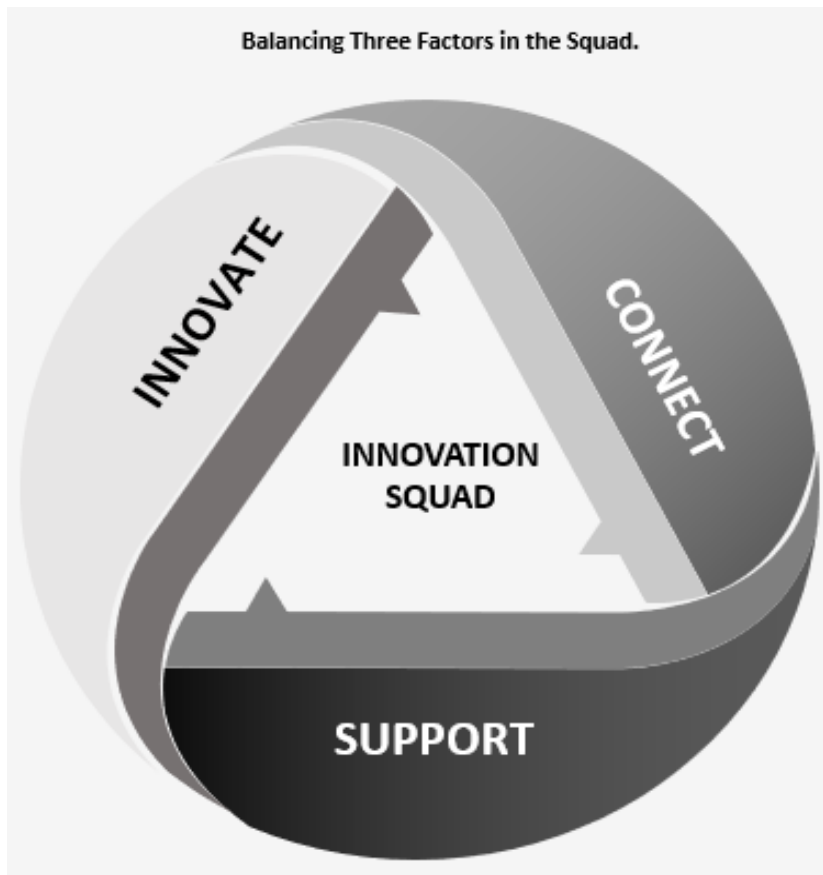 Balancing Three Factors in the Squad.
INNOVATE
CONNECT
INNOVATION
SQUAD
SUPPORT